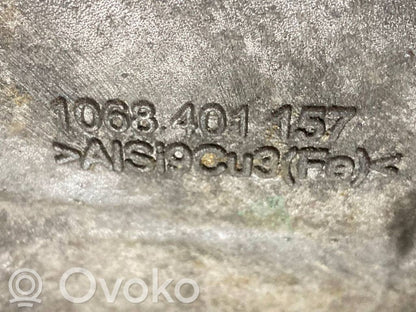 1068.401 157
>AlSi9Cu3(Fe)<
OVOKO